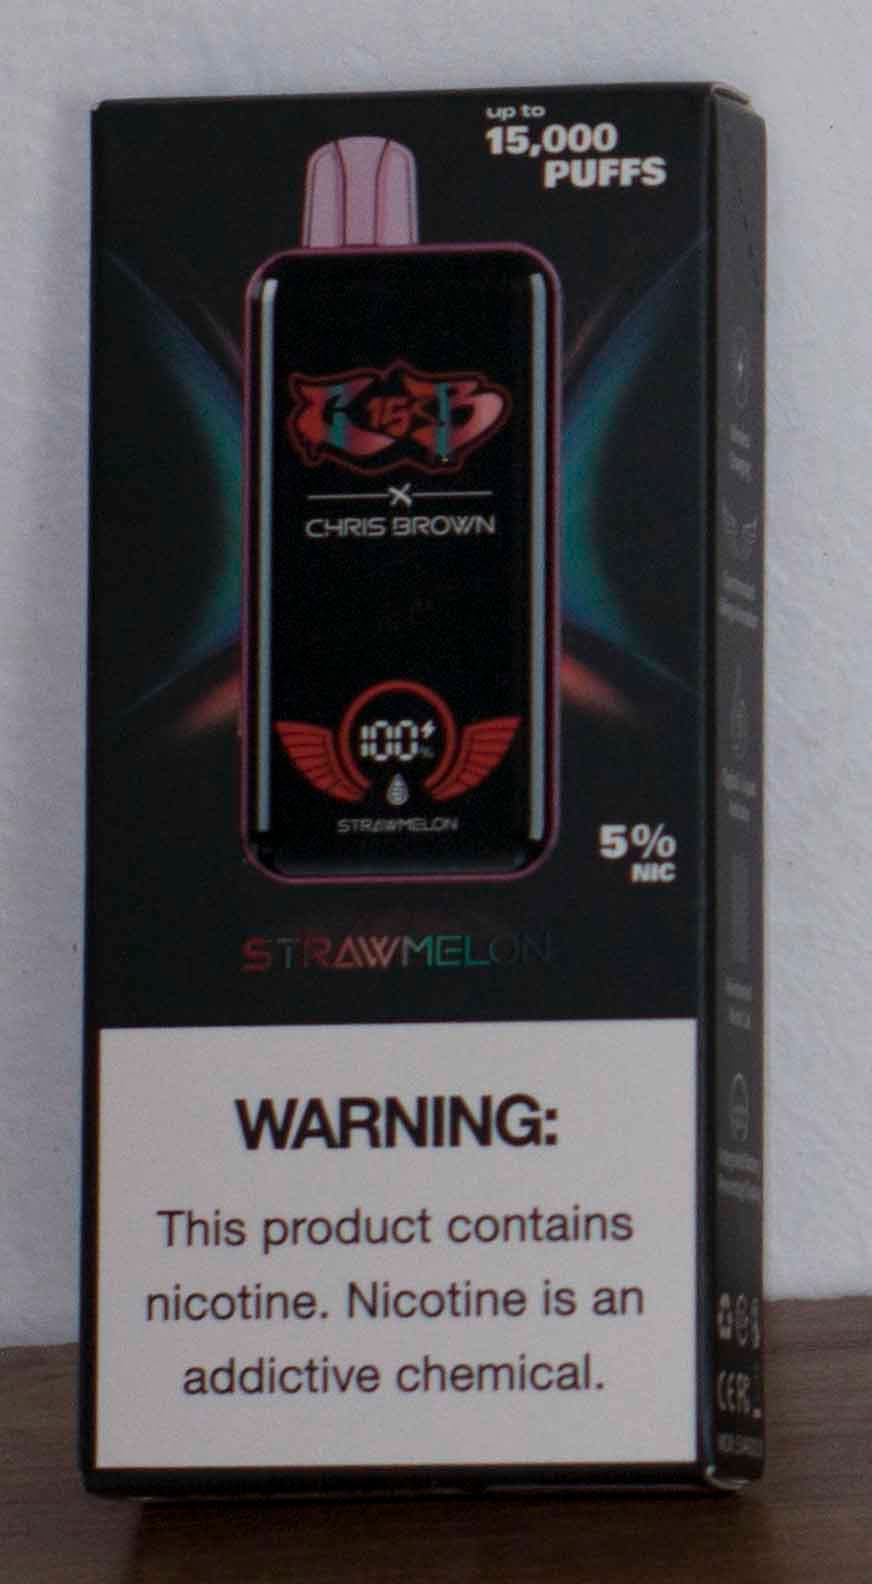 up to
15,000
PUFFS
CB15K
CHRIS BROWN
100%
STRAWMELON
5%
NIC
STRAWMELON
WARNING:
This product contains
nicotine. Nicotine is an
addictive chemical.